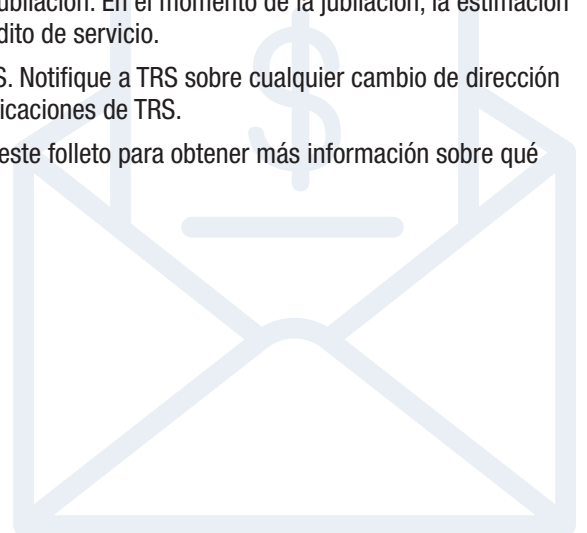 jubilación. En el momento de la jubilación, la estimación
dito de servicio.
S. Notifique a TRS sobre cualquier cambio de dirección
icaciones de TRS.
este folleto para obtener más información sobre qué
$